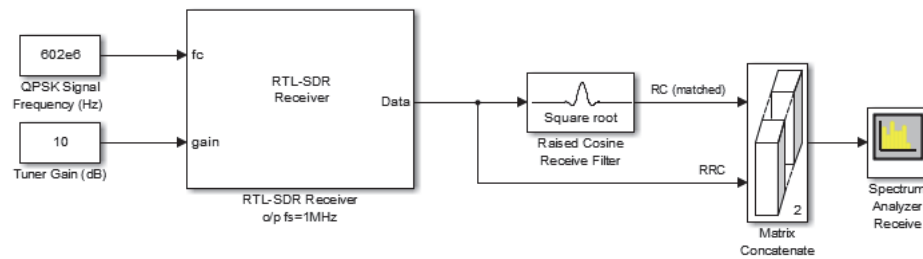 602e6
QPSK Signal
Frequency (Hz)
10
Tuner Gain (dB)
fc
gain
RTL-SDR
Receiver
Data
RTL-SDR Receiver
o/p fs=1MHz
Square root
Raised Cosine
Receive Filter
RC (matched)
RRC
2
Matrix
Concatenate
Spectrum
Analyzer
Receive